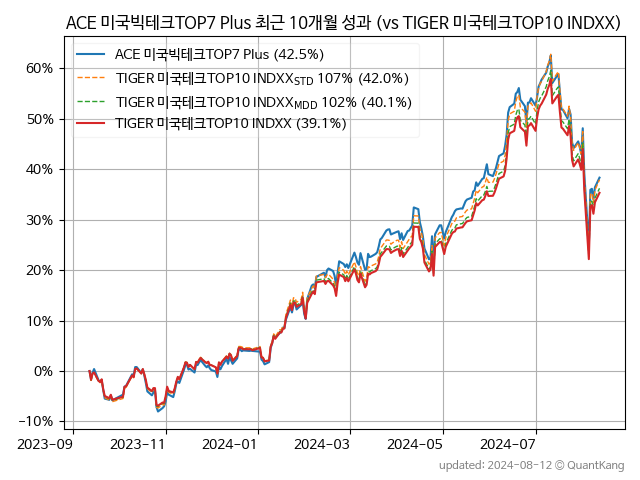 ACE 미국빅테크TOP7 Plus 최근 10개월 성과 (vs TIGER 미국테크TOP10 INDXX)
ACE 미국빅테크TOP7 Plus (42.5%)
TIGER 미국테크TOP10 INDXX_STD 107% (42.0%)
TIGER 미국테크TOP10 INDXX_MDD 102% (40.1%)
TIGER 미국테크TOP10 INDXX (39.1%)
60%
50%
40%
30%
20%
10%
0%
-10%
2023-09 2023-11 2024-01 2024-03 2024-05 2024-07
updated: 2024-08-12 © QuantKang